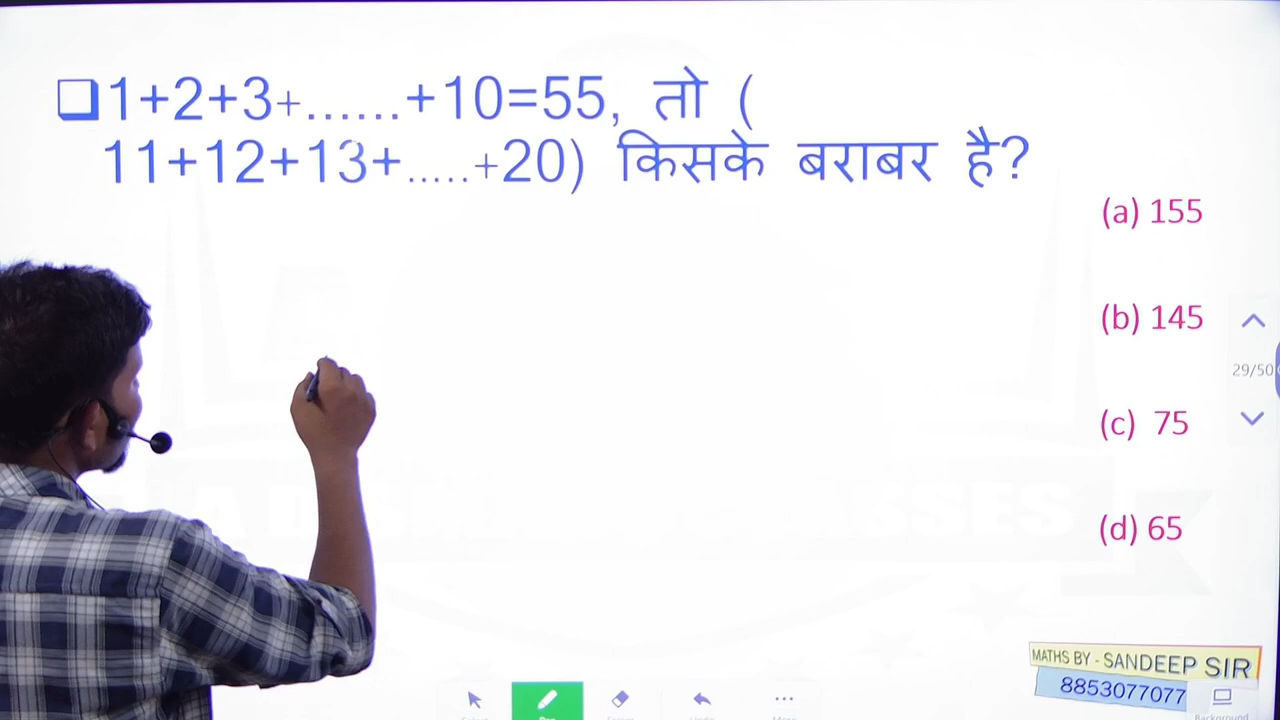 1+2+3+......+10=55, तो (
11+12+13+.....+20) किसके बराबर है?
(a) 155
(b) 145
29/50
(c) 75
(d) 65
MATHS BY - SANDEEP SIR
8853077077
Background